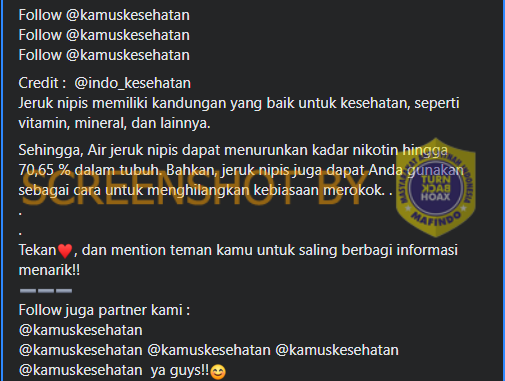 Follow @kamuskesehatan
Follow @kamuskesehatan
Follow @kamuskesehatan
Credit :  @indo_kesehatan
Jeruk nipis memiliki kandungan yang baik untuk kesehatan, seperti
vitamin, mineral, dan lainnya.
Sehingga, Air jeruk nipis dapat menurunkan kadar nikotin hingga
70,65 % dalam tubuh. Bahkan, jeruk nipis juga dapat Anda gunakan
sebagai cara untuk menghilangkan kebiasaan merokok. .
.
.
Tekan❤️, dan mention teman kamu untuk saling berbagi informasi
menarik!!
➖➖➖
Follow juga partner kami :
@kamuskesehatan
@kamuskesehatan @kamuskesehatan @kamuskesehatan
@kamuskesehatan  ya guys!!😊
SCREENSHOT BY
TURN
BACK
HOAX
MAFINDO